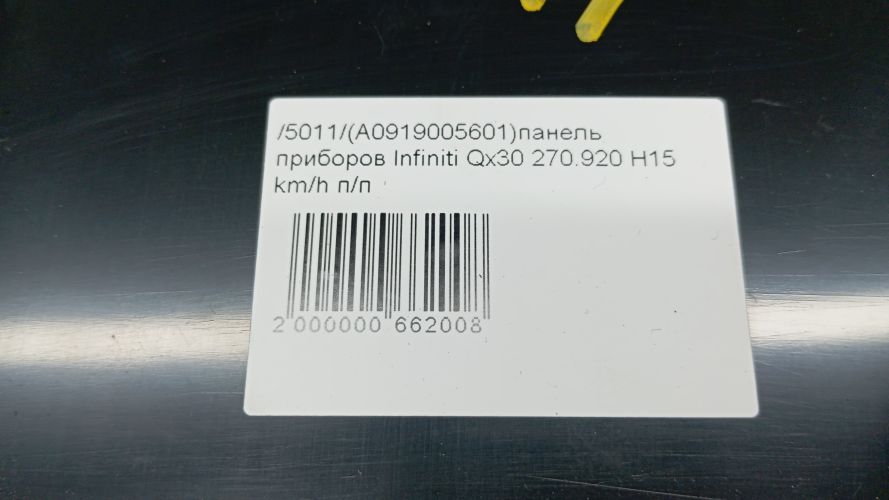 /5011/(A0919005601)панель
приборов Infiniti Qx30 270.920 H15
km/h п/п
2 000000 662008